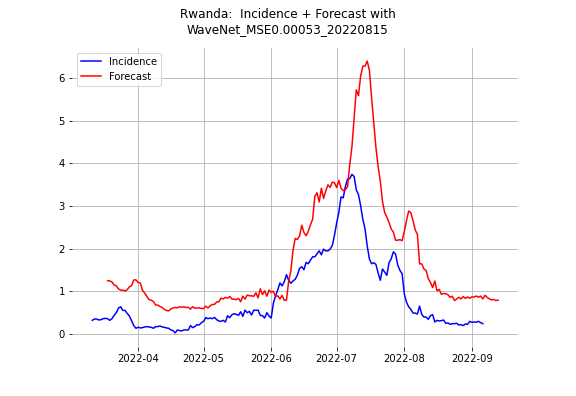 Rwanda: Incidence + Forecast with
WaveNet_MSE0.00053_20220815
Incidence
Forecast
6
5
4
3
2
1
0
2022-04 2022-05 2022-06 2022-07 2022-08 2022-09